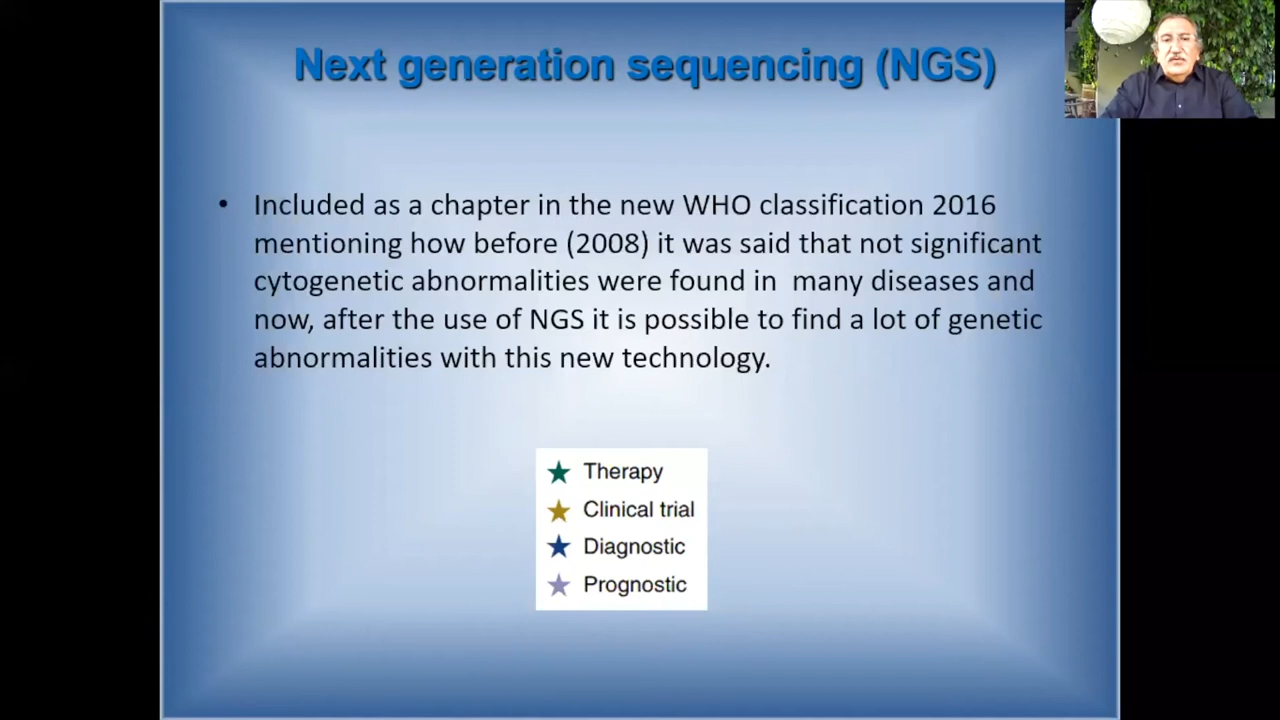 Next generation sequencing (NGS)
• Included as a chapter in the new WHO classification 2016
mentioning how before (2008) it was said that not significant
cytogenetic abnormalities were found in  many diseases and
now, after the use of NGS it is possible to find a lot of genetic
abnormalities with this new technology.
Therapy
Clinical trial
Diagnostic
Prognostic